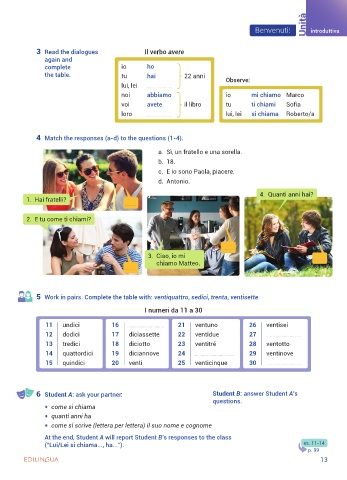 Benvenuti!
Unità
introduttiva
3 Read the dialogues
again and
complete
the table.
Il verbo avere
io ho
tu hai 22 anni
lui, lei ..........
noi abbiamo
voi avete il libro
loro ..........
Observe:
io mi chiamo Marco
tu ti chiami Sofia
lui, lei si chiama Roberto/a
4 Match the responses (a-d) to the questions (1-4).
a. Sì, un fratello e una sorella.
b. 18.
c. E io sono Paola, piacere.
d. Antonio.
1. Hai fratelli?
2. E tu come ti chiami?
3. Ciao, io mi
chiamo Matteo.
4. Quanti anni hai?
5 Work in pairs. Complete the table with: ventiquattro, sedici, trenta, ventisette
I numeri da 11 a 30
11 undici 16 .......... 21 ventuno 26 ventisei
12 dodici 17 diciassette 22 ventidue 27 ..........
13 tredici 18 diciotto 23 ventitré 28 ventotto
14 quattordici 19 diciannove 24 .......... 29 ventinove
15 quindici 20 venti 25 venticinque 30 ..........
6 Student A: ask your partner:
• come si chiama
• quanti anni ha
• come si scrive (lettera per lettera) il suo nome e cognome
At the end, Student A will report Student B's responses to the class
("Lui/Lei si chiama..., ha...").
Student B: answer Student A's
questions.
es. 11-14
p. 99
EDILINGUA
13